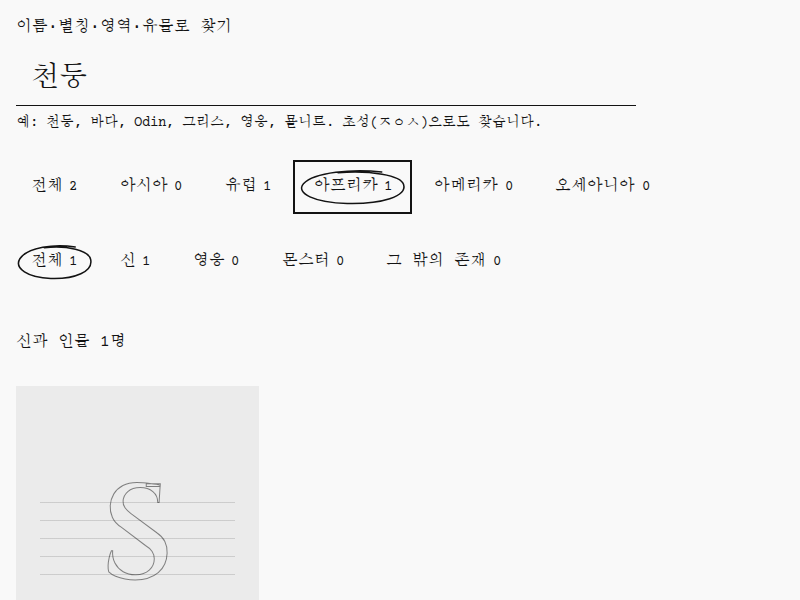 이름·별칭·영역·유물로 찾기
천둥
예: 천둥, 바다, Odin, 그리스, 영웅, 묠니르. 초성(ㅈㅇㅅ)으로도 찾습니다.
전체 2 아시아 0 유럽 1 아프리카 1 아메리카 0 오세아니아 0
전체 1 신 1 영웅 0 몬스터 0 그 밖의 존재 0
신과 인물 1명
S